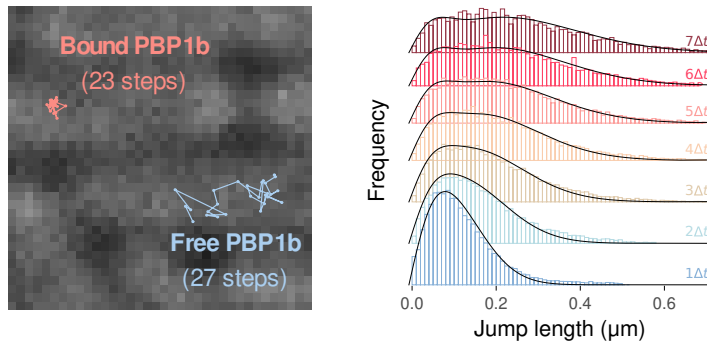 Bound PBP1b
(23 steps)
Free PBP1b
(27 steps)
Frequency
7Δt
6Δt
5Δt
4Δt
3Δt
2Δt
1Δt
0.0 0.2 0.4 0.6
Jump length (μm)